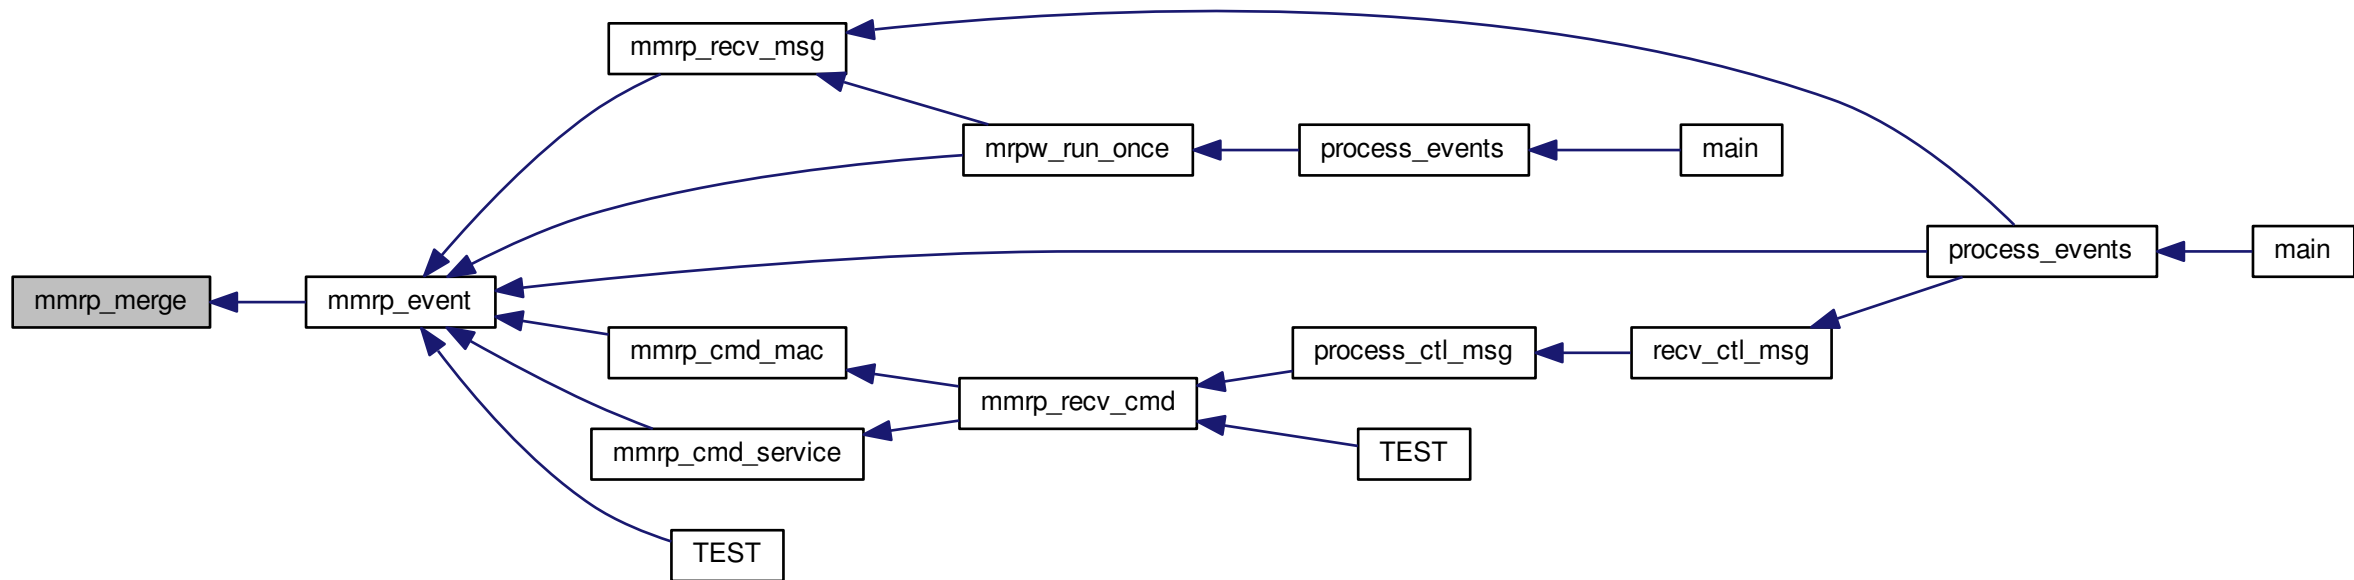 mmrp_recv_msg
mrpw_run_once
process_events
main
process_events
main
mmrp_merge
mmrp_event
mmrp_cmd_mac
process_ctl_msg
recv_ctl_msg
mmrp_recv_cmd
mmrp_cmd_service
TEST
TEST